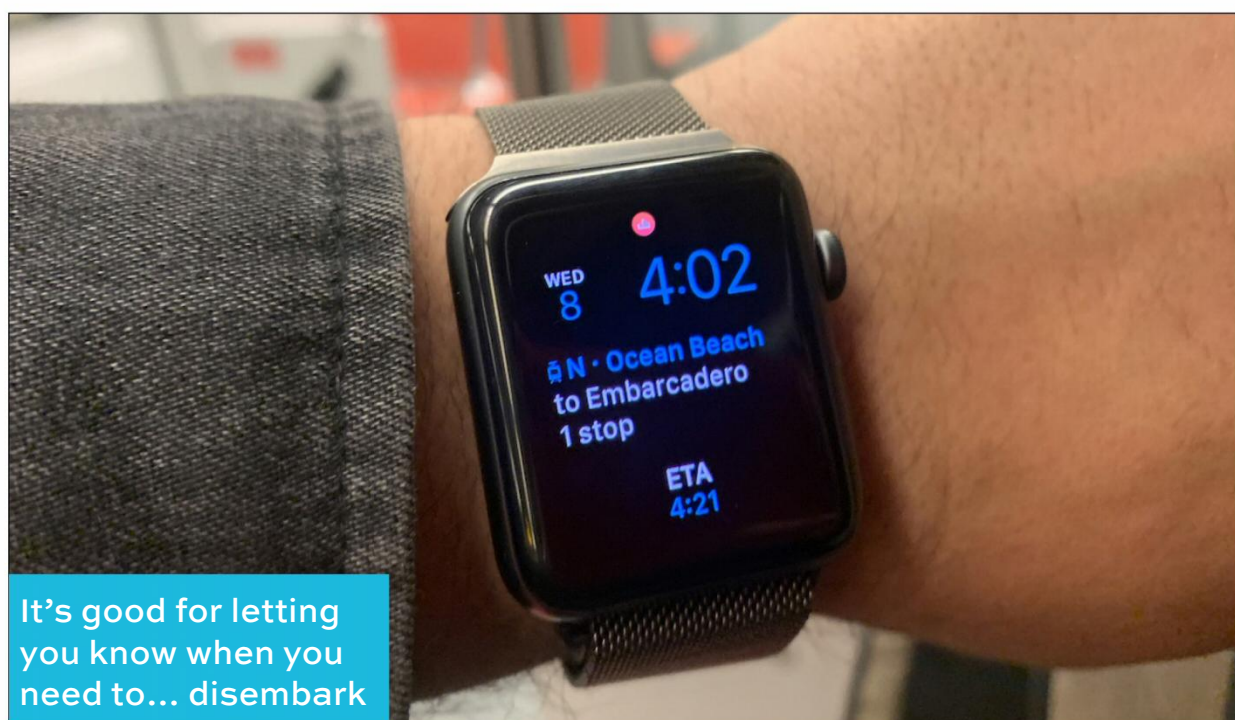 WED
8
4:02
N · Ocean Beach
to Embarcadero
1 stop
ETA
4:21
It’s good for letting
you know when you
need to... disembark